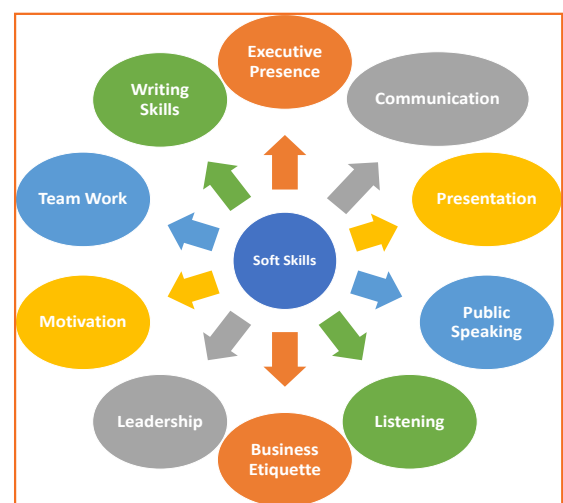 Executive
Presence
Communication
Presentation
Public
Speaking
Listening
Business
Etiquette
Leadership
Motivation
Team Work
Writing
Skills
Soft Skills